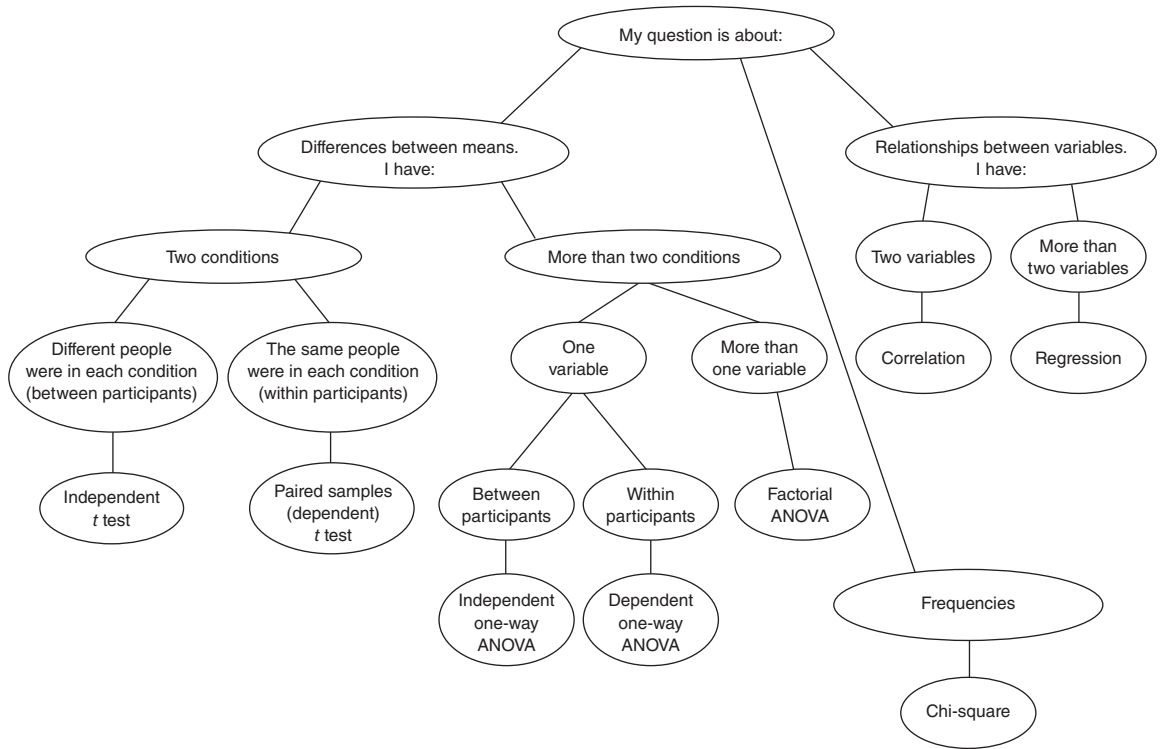 My question is about:
Differences between means.
I have:
Relationships between variables.
I have:
Two conditions
More than two conditions
Two variables
More than
two variables
Different people
were in each condition
(between participants)
The same people
were in each condition
(within participants)
One
variable
More than
one variable
Correlation
Regression
Independent
t test
Paired samples
(dependent)
t test
Between
participants
Within
participants
Factorial
ANOVA
Independent
one-way
ANOVA
Dependent
one-way
ANOVA
Frequencies
Chi-square